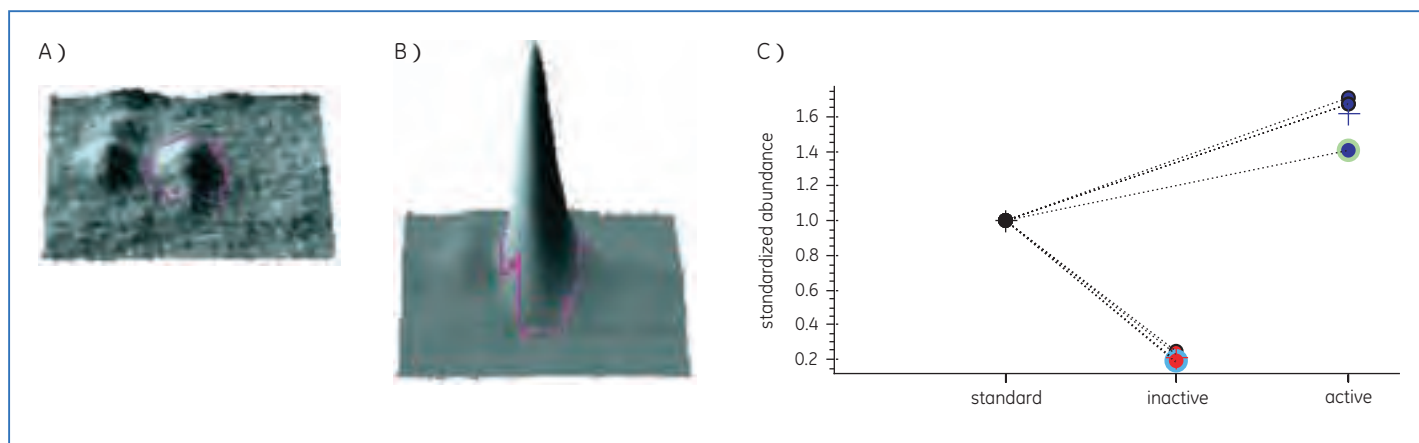 A )
B )
C )
standardized abundance
1.6
1.4
1.2
1.0
0.8
0.6
0.4
0.2
standard
inactive
active